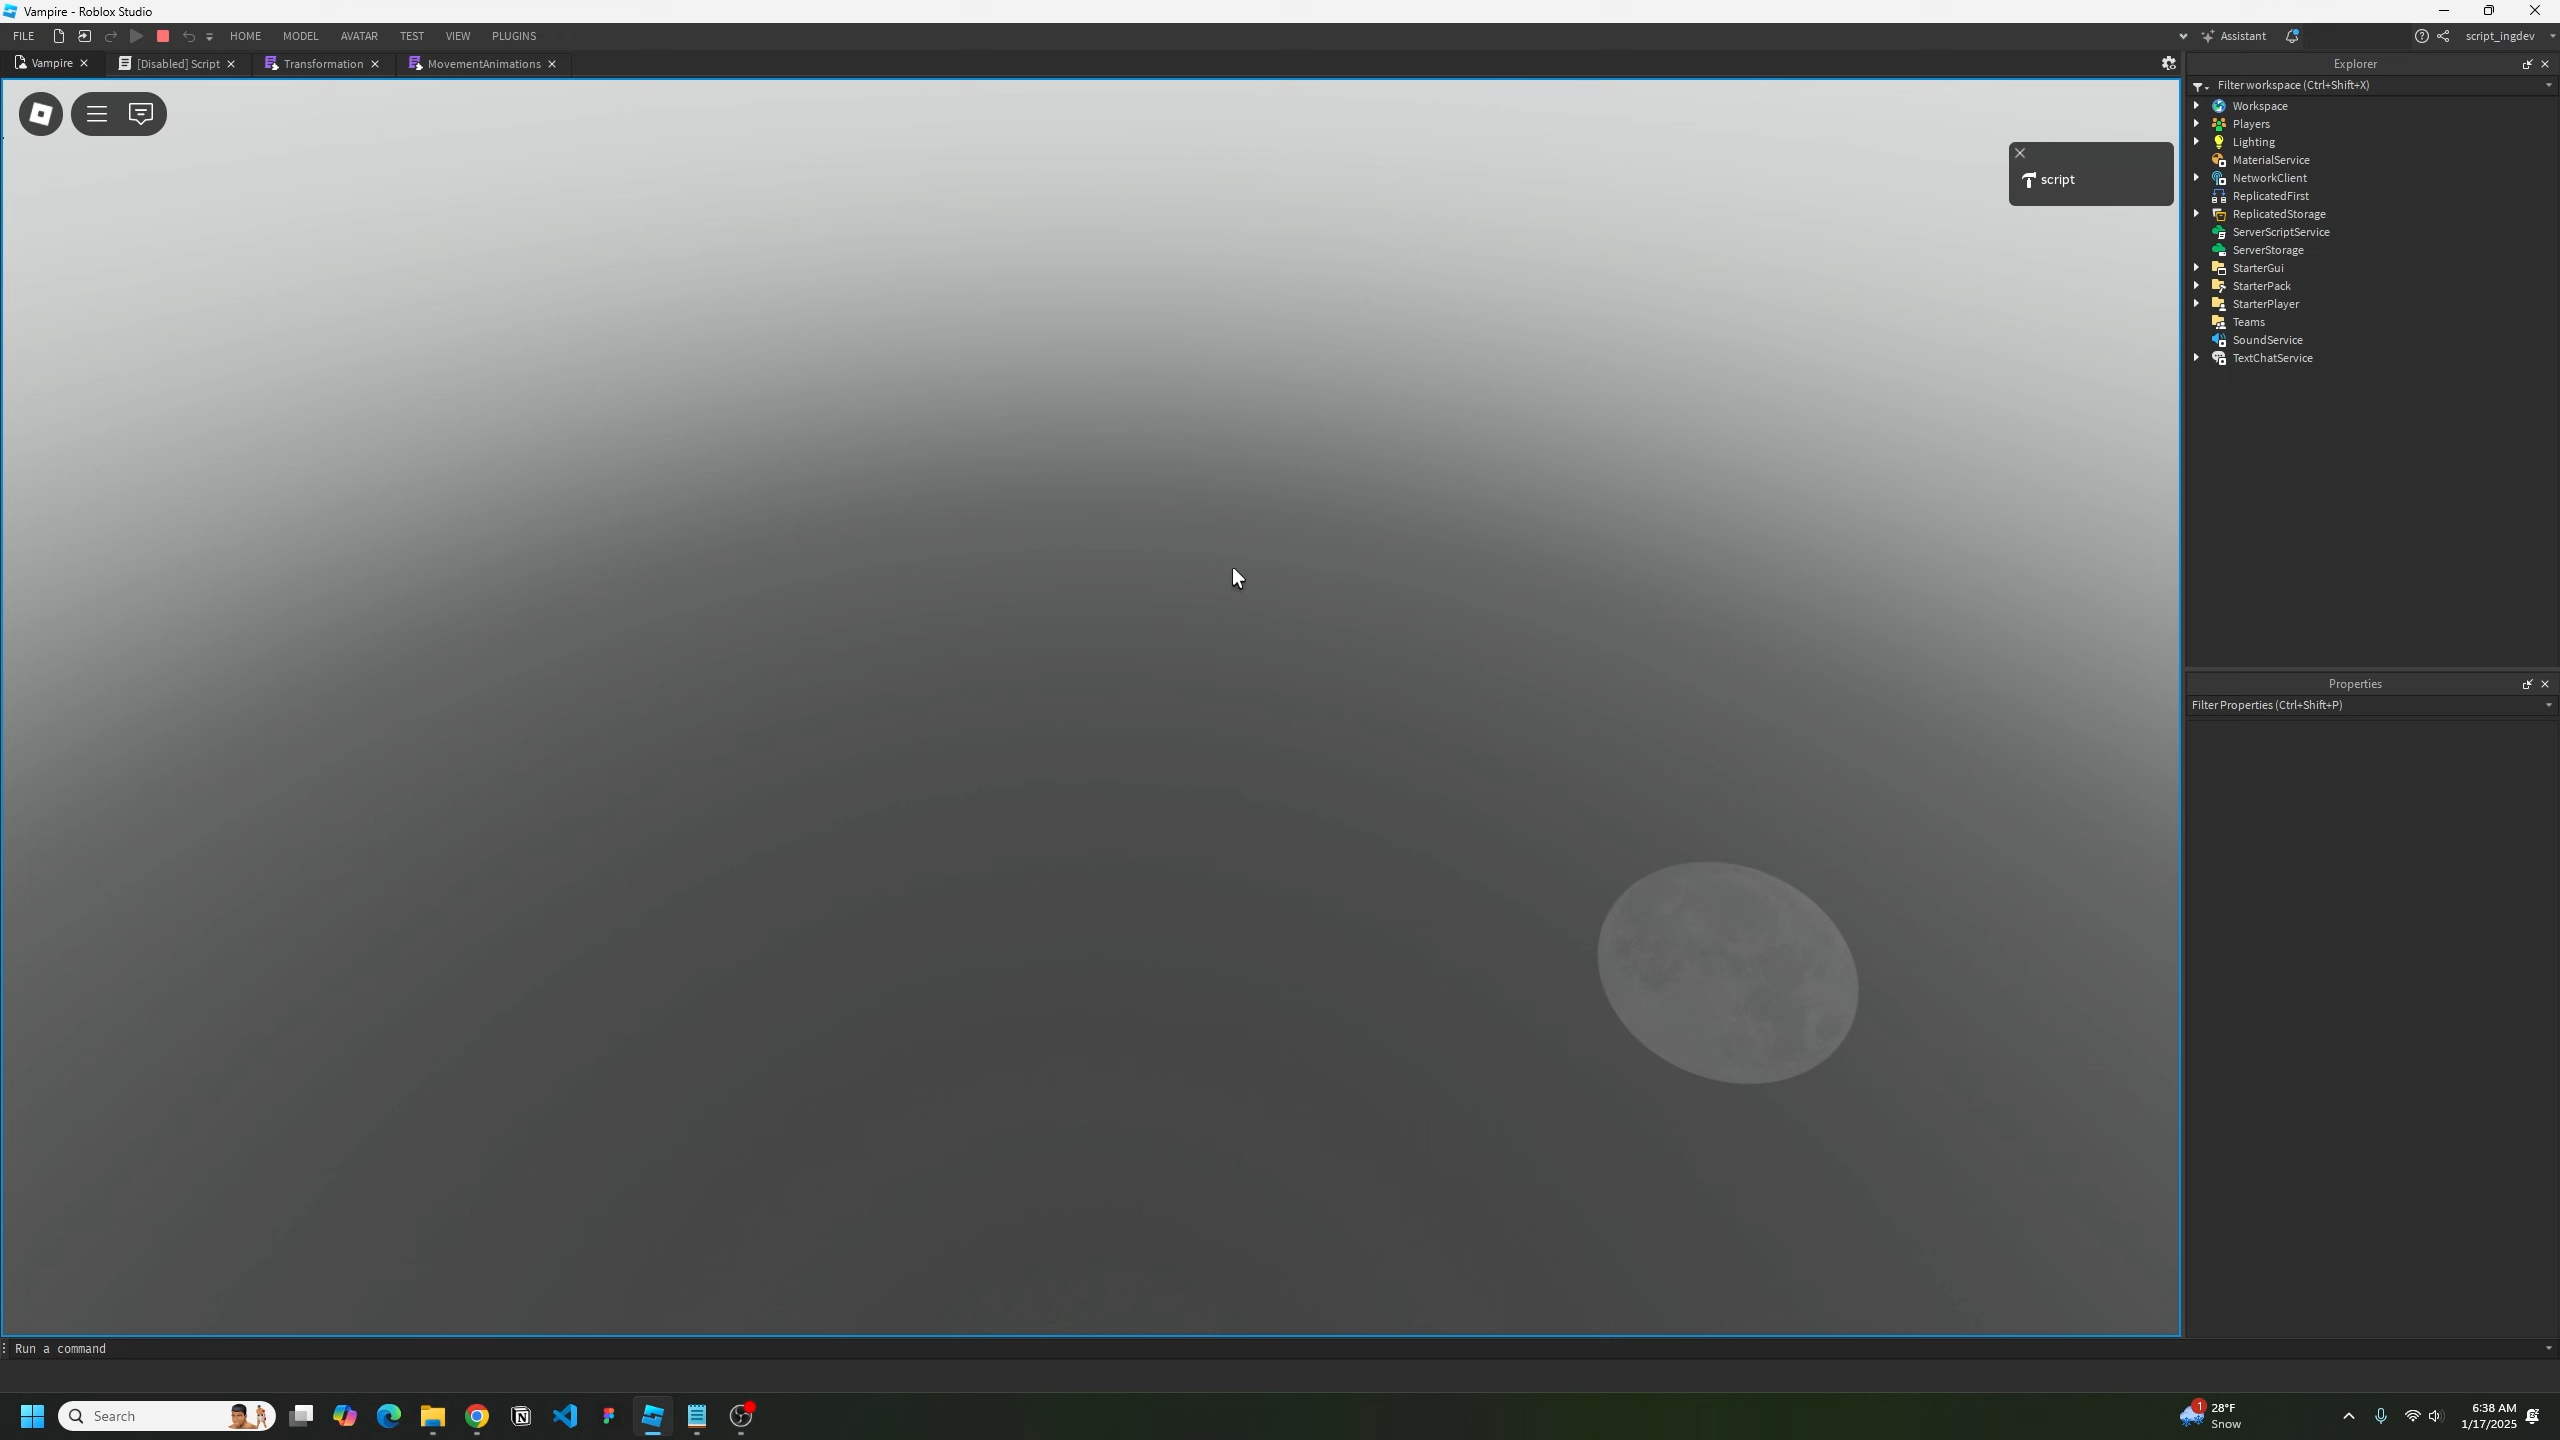 Vampire - Roblox Studio
FILE HOME MODEL AVATAR TEST VIEW PLUGINS Assistant script_ingdev
Vampire [Disabled] Script Transformation MovementAnimations
script
Explorer
Filter workspace (Ctrl+Shift+X)
Workspace
Players
Lighting
MaterialService
NetworkClient
ReplicatedFirst
ReplicatedStorage
ServerScriptService
ServerStorage
StarterGui
StarterPack
StarterPlayer
Teams
SoundService
TextChatService
Properties
Filter Properties (Ctrl+Shift+P)
Run a command
Search
1
28°F
Snow
6:38 AM
1/17/2025